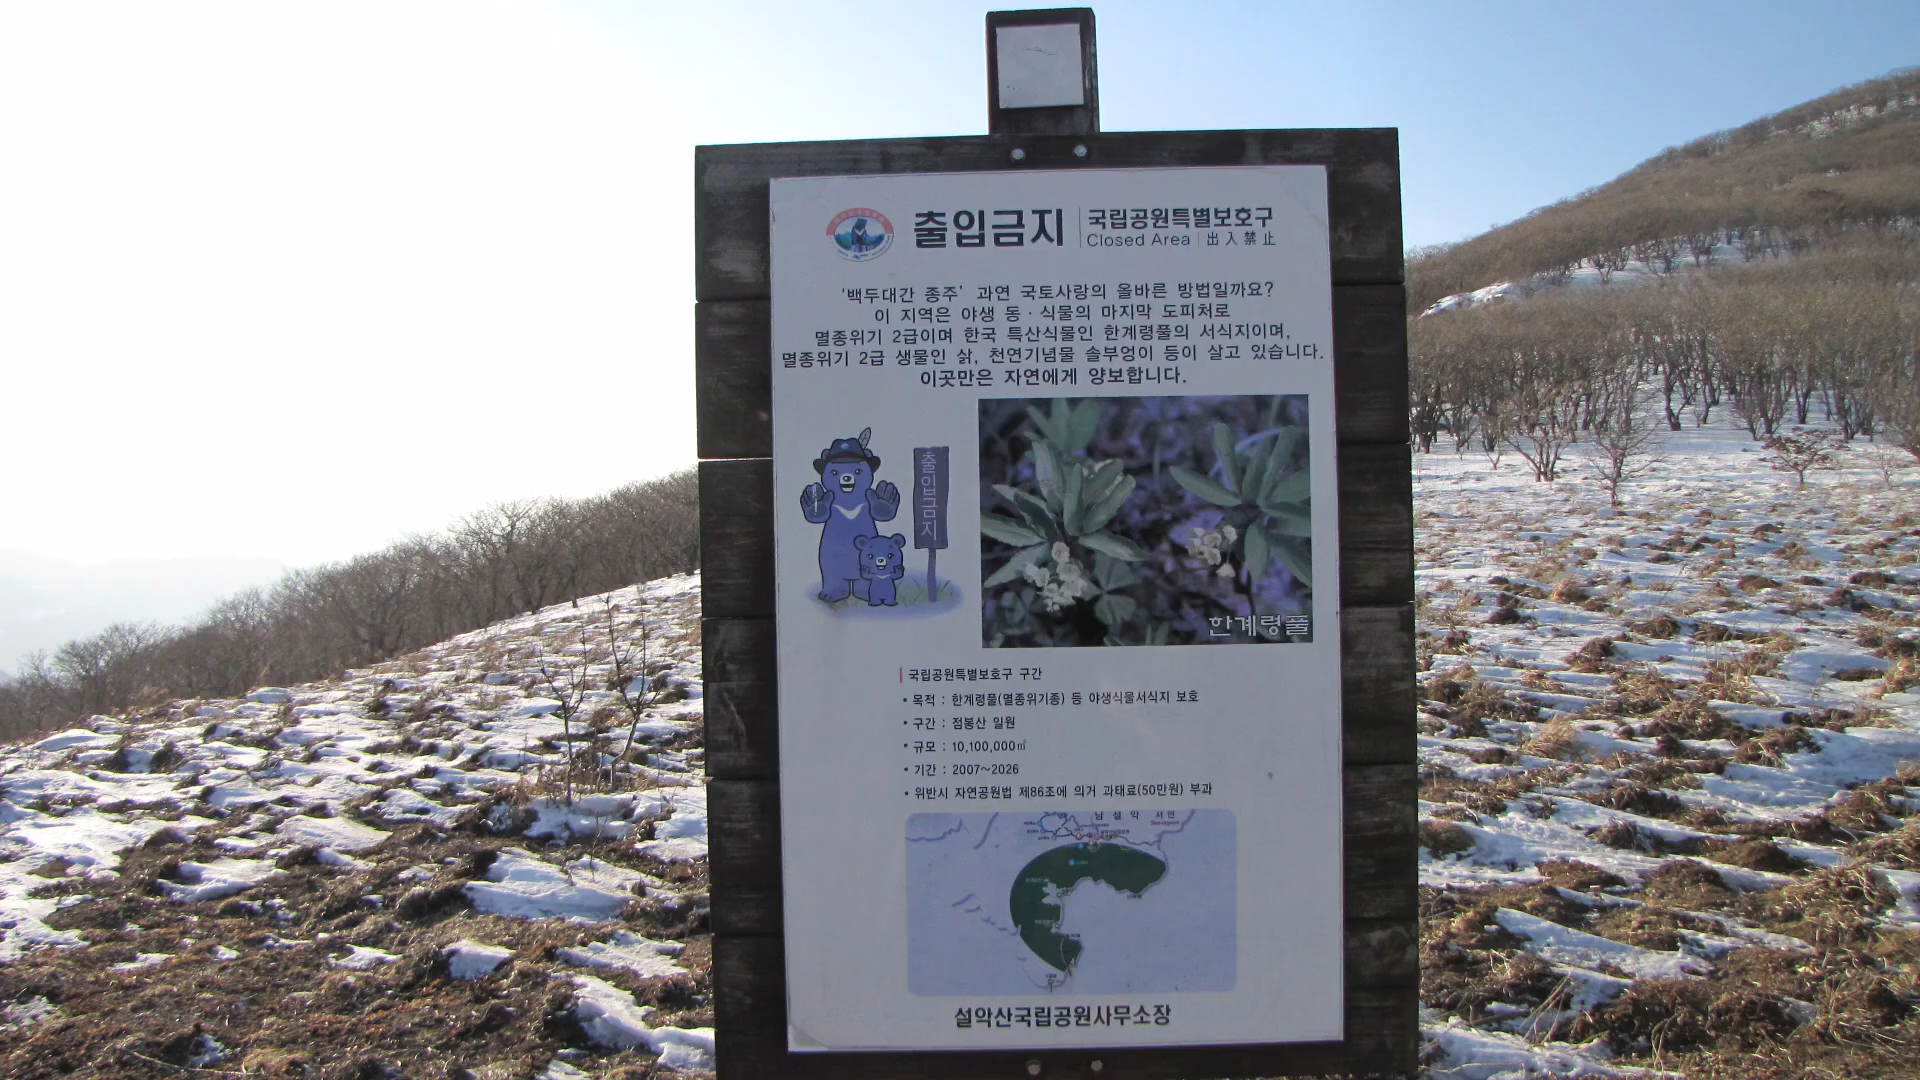 출입금지
국립공원특별보호구
Closed Area | 出入禁止
'백두대간 종주' 과연 국토사랑의 올바른 방법일까요?
이 지역은 야생 동·식물의 마지막 도피처로
멸종위기 2급이며 한국 특산식물인 한계령풀의 서식지이며,
멸종위기 2급 생물인 삵, 천연기념물 솔부엉이 등이 살고 있습니다.
이곳만은 자연에게 양보합니다.
출입금지
한계령풀
국립공원특별보호구 구간
• 목적 : 한계령풀(멸종위기종) 등 야생식물서식지 보호
• 구간 : 점봉산 일원
• 규모 : 10,100,000㎡
• 기간 : 2007~2026
• 위반시 자연공원법 제86조에 의거 과태료(50만원) 부과
남 설 악 서 면
설악산국립공원사무소장